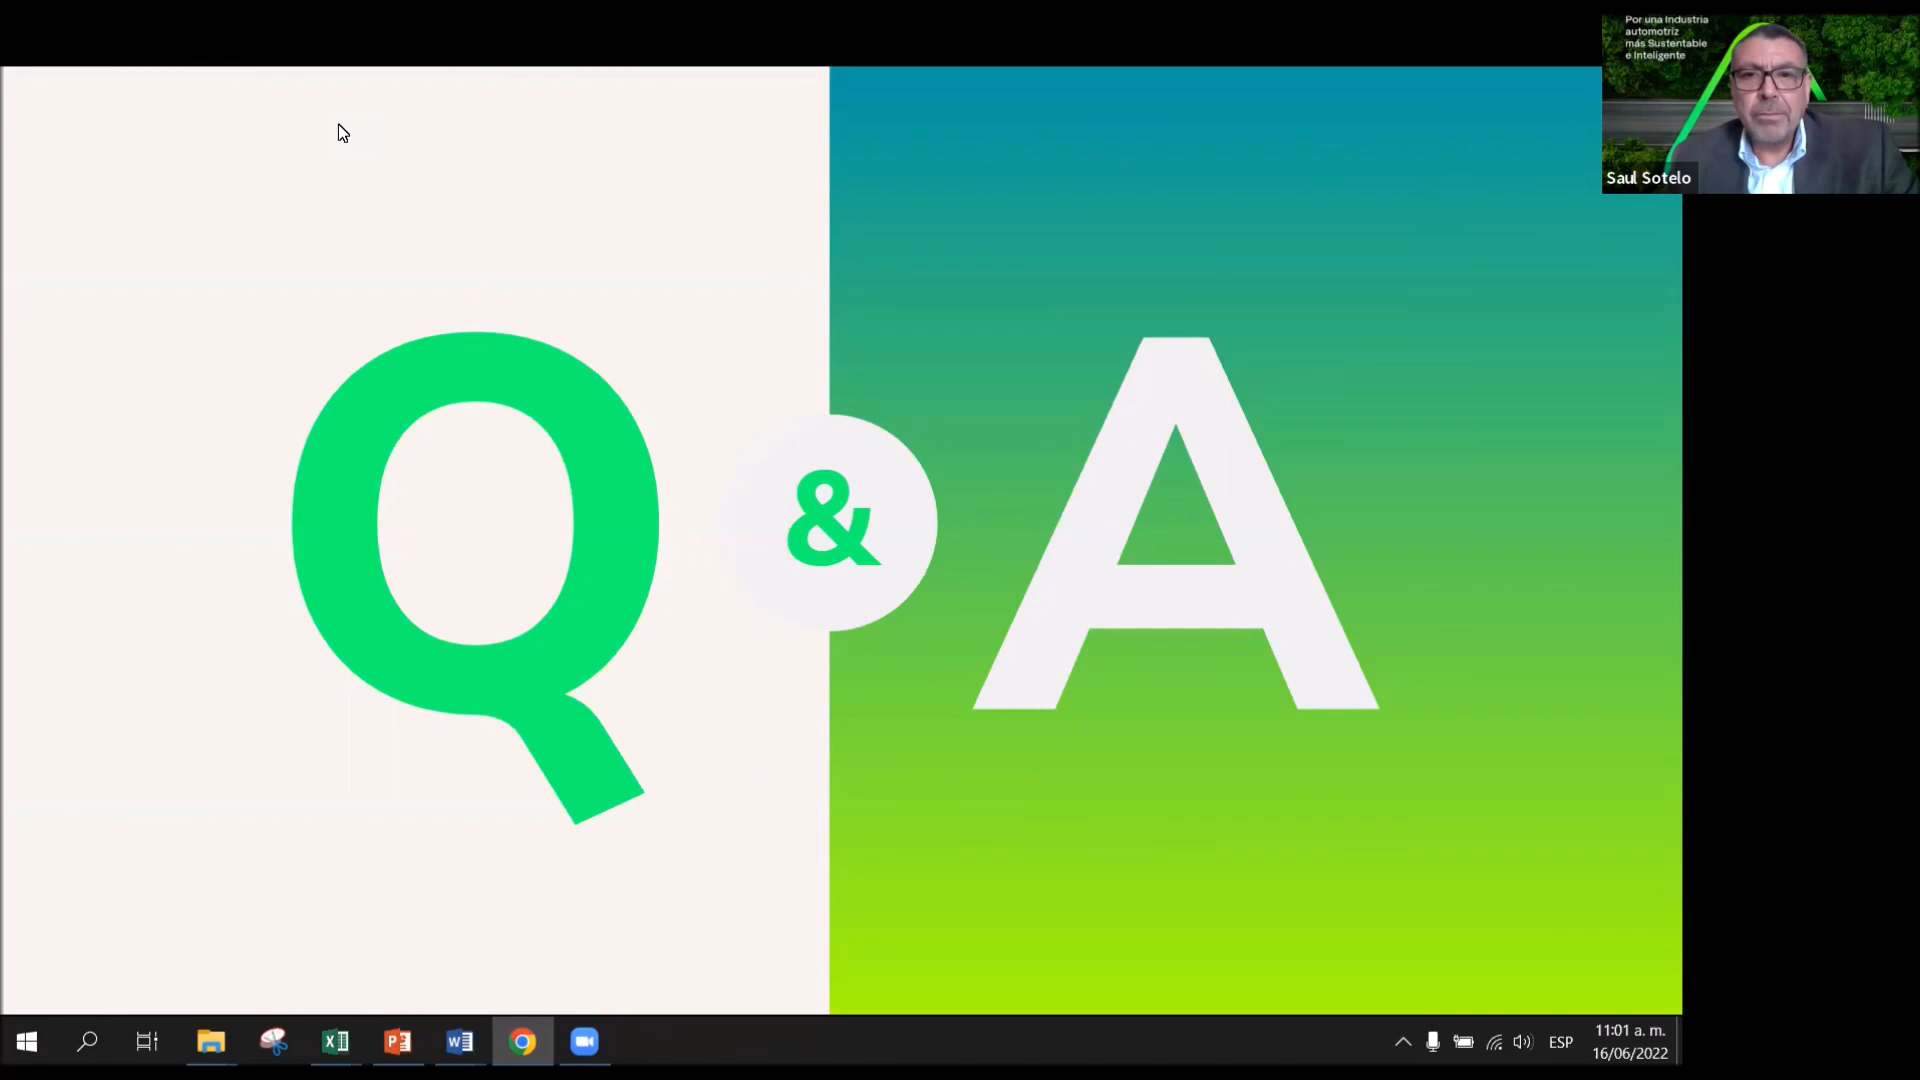 Por una Industria
automotriz
más Sustentable
e Inteligente
Saul Sotelo
Q & A
ESP
11:01 a. m.
16/06/2022